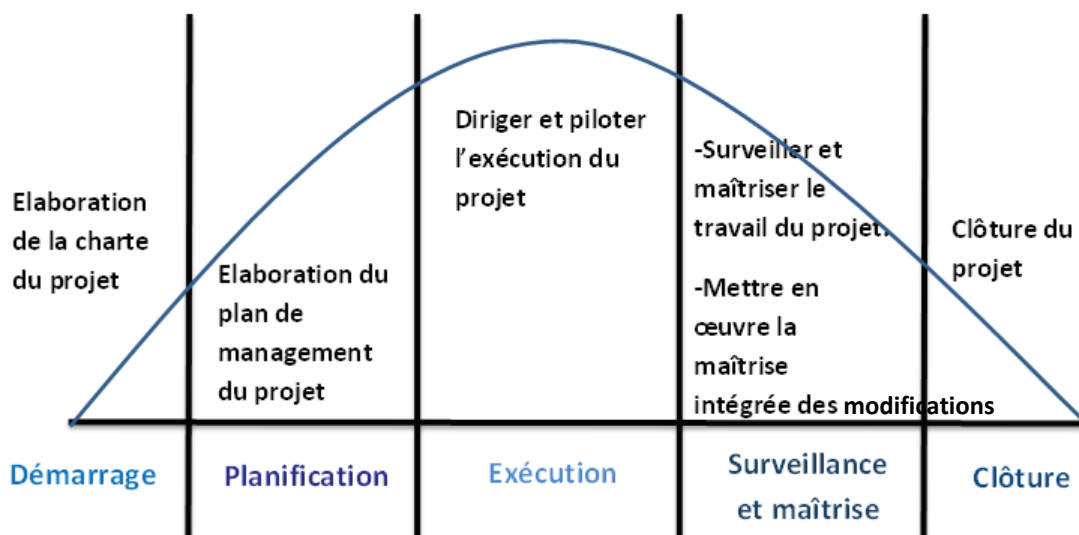 Elaboration
de la charte
du projet
Elaboration du
plan de
management
du projet
Diriger et piloter
l’exécution du
projet
-Surveiller et
maîtriser le
travail du projet.
-Mettre en
œuvre la
maîtrise
intégrée des modifications
Clôture du
projet
Démarrage
Planification
Exécution
Surveillance
et maîtrise
Clôture